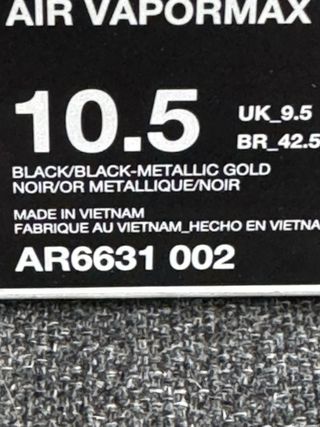 AIR VAPORMAX
10.5
UK_9.5
BR_42.5
BLACK/BLACK-METALLIC GOLD
NOIR/OR METALLIQUE/NOIR
MADE IN VIETNAM
FABRIQUE AU VIETNAM_HECHO EN VIETNA
AR6631 002